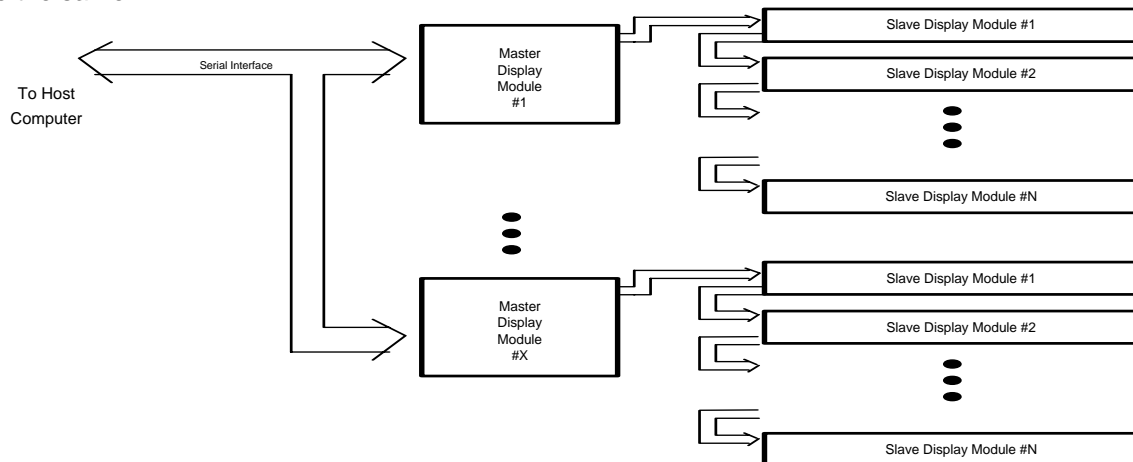 Slave Display Module #1
Master
Display
Module
#1
Serial Interface
Slave Display Module #2
To Host
Computer
Slave Display Module #N
Slave Display Module #1
Master
Display
Module
#X
Slave Display Module #2
Slave Display Module #N